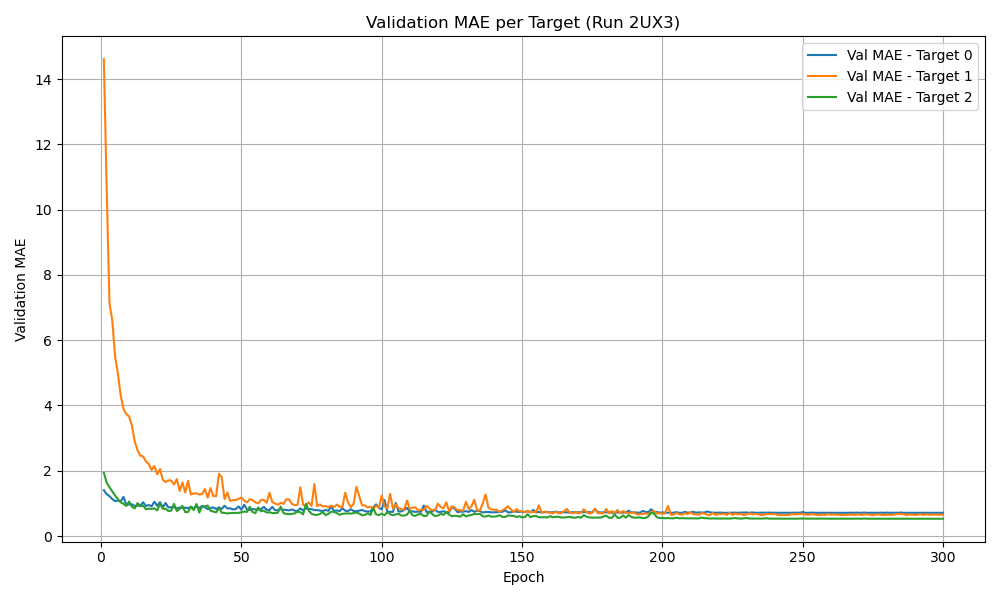 Validation MAE per Target (Run 2UX3)
Val MAE - Target 0
Val MAE - Target 1
Val MAE - Target 2
Validation MAE
14
12
10
8
6
4
2
0
0 50 100 150 200 250 300
Epoch